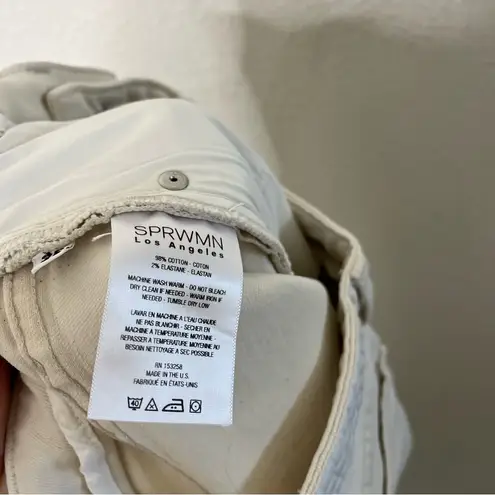 SPRWMN
Los Angeles
98% COTTON - COTON
2% ELASTANE - ELASTAN
MACHINE WASH WARM - DO NOT BLEACH
DRY CLEAN IF NEEDED - WARM IRON IF
NEEDED - TUMBLE DRY LOW
LAVAR EN MACHINE A L'EAU CHAUDE
NE PAS BLANCHIR - SECHER EN
MACHINE A TEMPERATURE MOYENNE -
REPASSER A TEMPERATURE MOYENNE AO
BESOIN NETTOYAGE A SEC POSSIBLE
RN 153258
MADE IN THE U.S.
FABRIQUÉ EN ÉTATS-UNIS
40